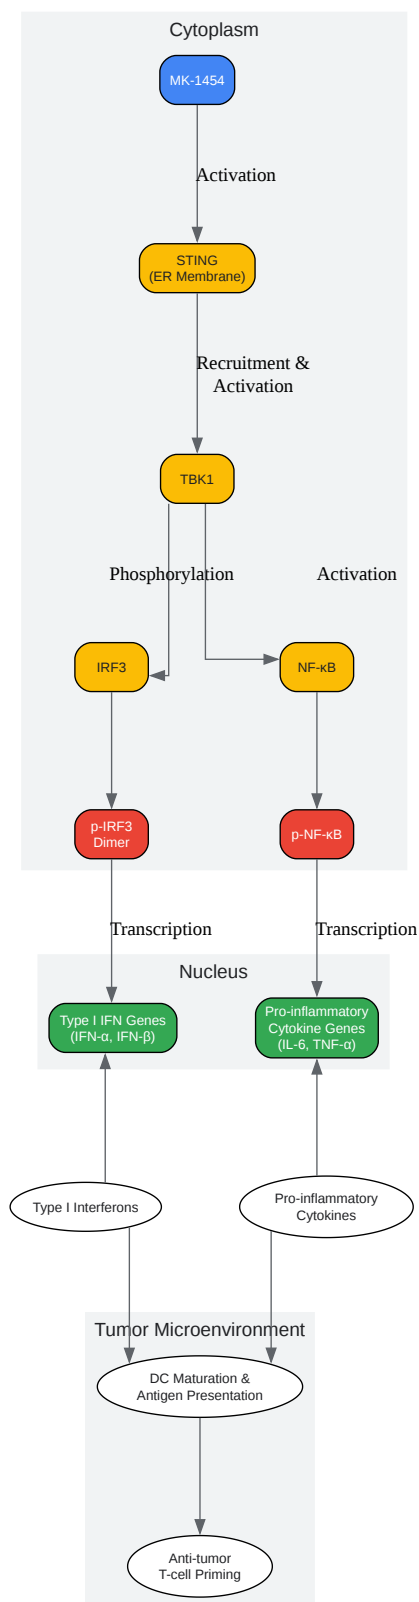 Cytoplasm
MK-1454
Activation
STING
(ER Membrane)
Recruitment &
Activation
TBK1
Phosphorylation
Activation
IRF3
NF-κB
p-IRF3
Dimer
p-NF-κB
Transcription
Transcription
Nucleus
Type I IFN Genes
(IFN-α, IFN-β)
Pro-inflammatory
Cytokine Genes
(IL-6, TNF-α)
Type I Interferons
Pro-inflammatory
Cytokines
Tumor Microenvironment
DC Maturation &
Antigen Presentation
Anti-tumor
T-cell Priming